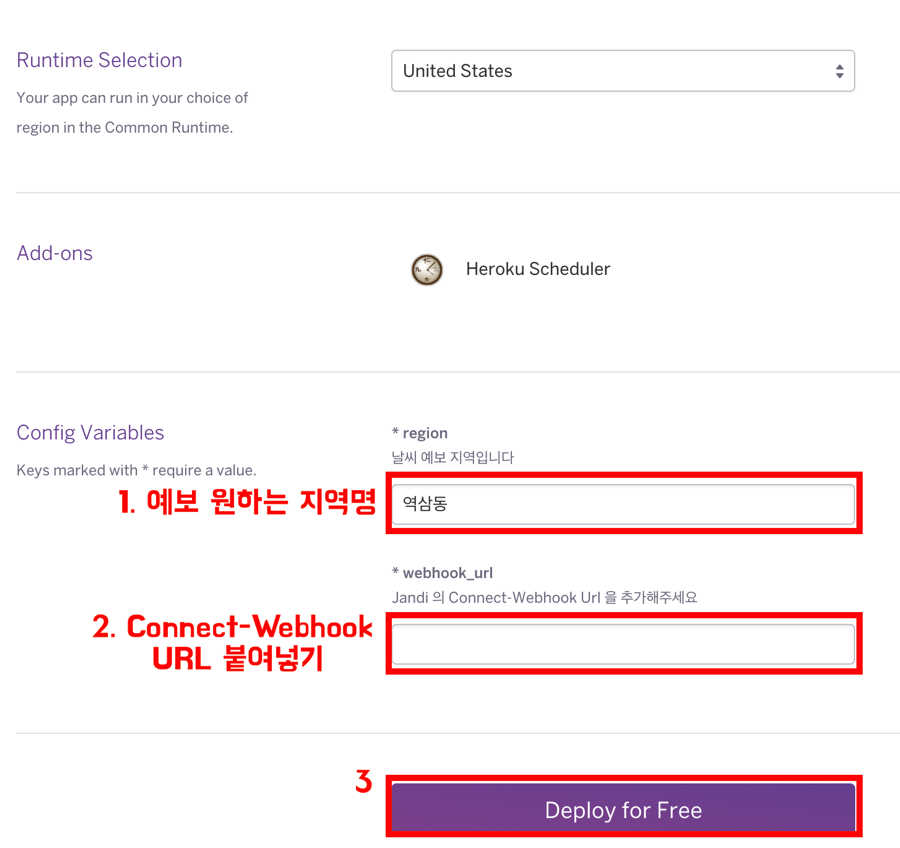 Runtime Selection
United States
Your app can run in your choice of
region in the Common Runtime.
Add-ons
Heroku Scheduler
Config Variables
* region
날씨 예보 지역입니다
Keys marked with * require a value.
1. 예보 원하는 지역명
역삼동
* webhook_url
Jandi 의 Connect-Webhook Url 을 추가해주세요
2. Connect-Webhook
URL 붙여넣기
3
Deploy for Free